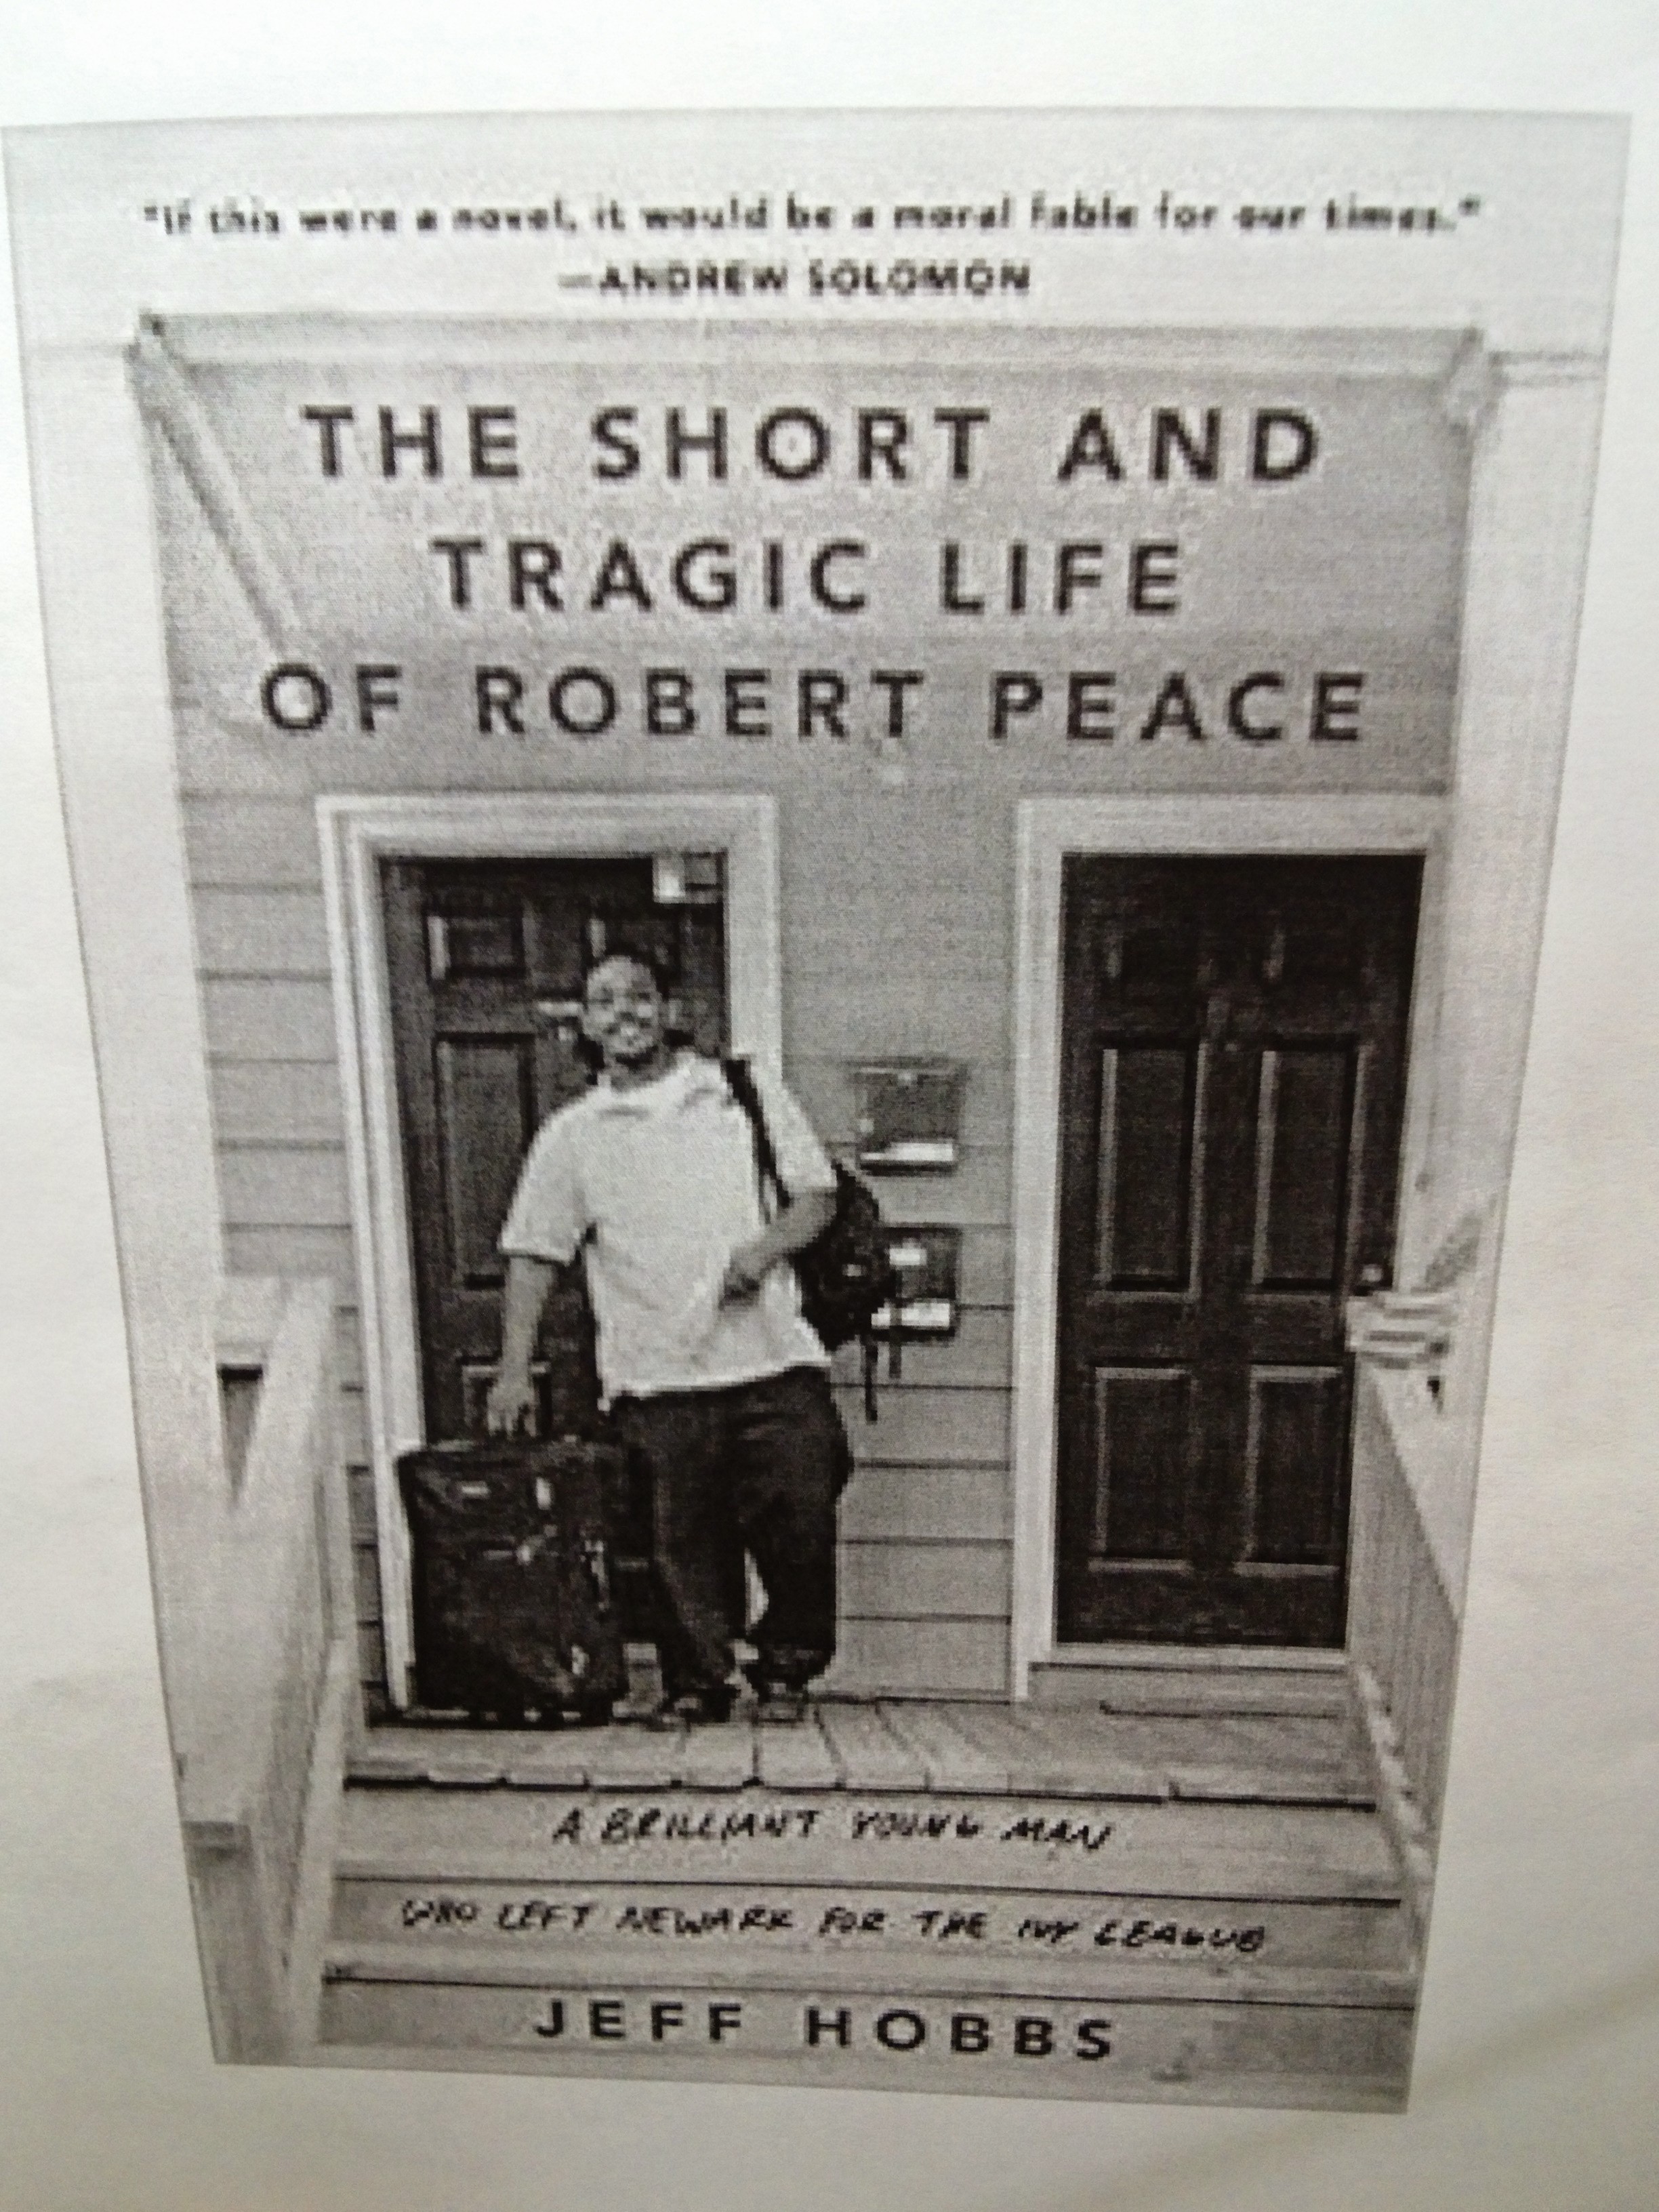 "If this were a novel, it would be a moral fable for our times."
—ANDREW SOLOMON
THE SHORT AND
TRAGIC LIFE
OF ROBERT PEACE
A BRILLIANT YOUNG MAN
WHO LEFT NEWARK FOR THE IVY LEAGUE
JEFF HOBBS